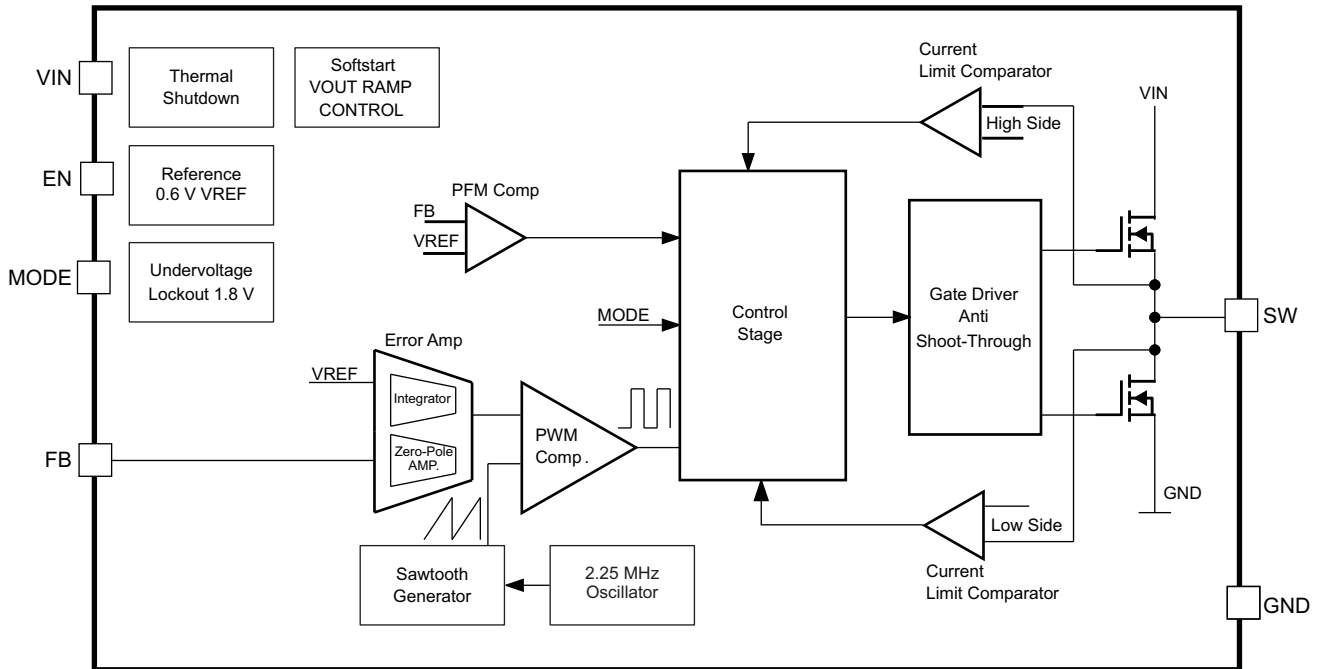 VIN
Thermal
Shutdown
Softstart
VOUT RAMP
CONTROL
Current
Limit Comparator
High Side
VIN
EN
Reference
0.6 V VREF
PFM Comp
FB
VREF
MODE
Undervoltage
Lockout 1.8 V
MODE
Control
Stage
Gate Driver
Anti
Shoot-Through
SW
Error Amp
VREF
Integrator
Zero-Pole
AMP.
PWM
Comp .
FB
GND
Low Side
Current
Limit Comparator
Sawtooth
Generator
2.25 MHz
Oscillator
GND